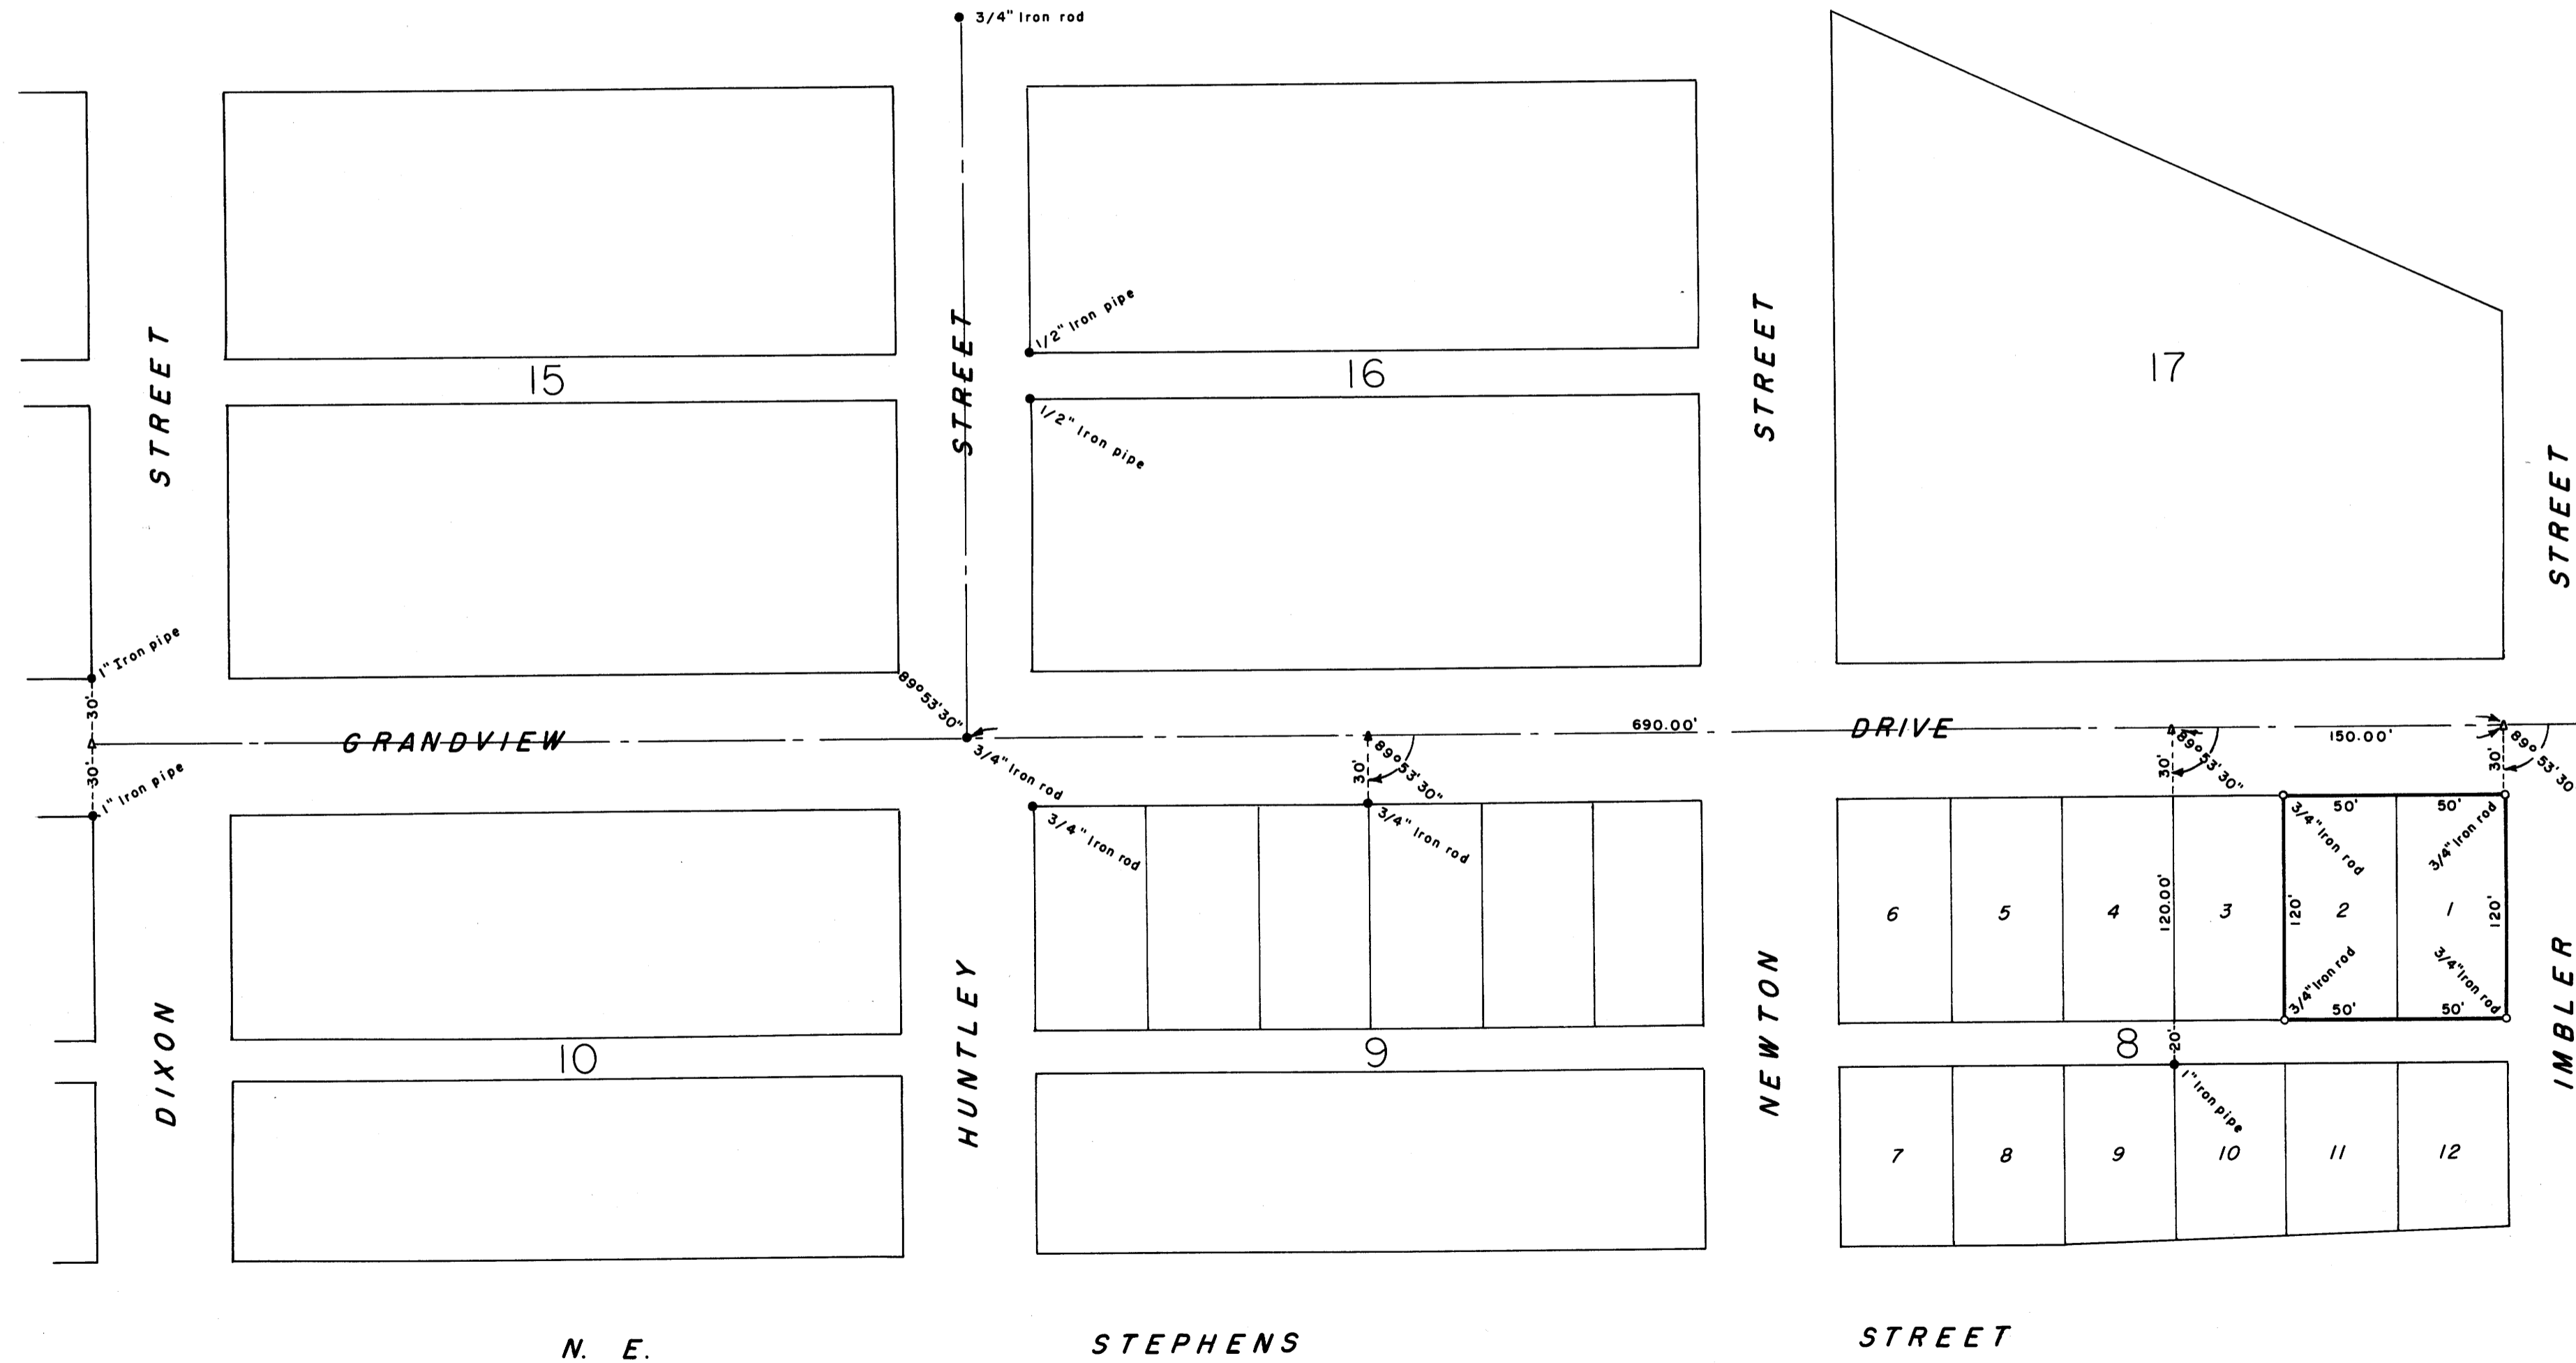 3/4" Iron rod
STREET
STREET
STREET
STREET
15
16
17
1/2" Iron pipe
1/2" Iron pipe
1" Iron pipe
30'
30'
1" Iron pipe
GRANDVIEW
DRIVE
89°53'30"
3/4" Iron rod
690.00'
150.00'
30'
89°53'30"
30'
89°53'30"
30'
89°53'30
3/4" Iron rod
3/4" Iron rod
50'
50'
3/4" Iron rod
3/4" Iron rod
6
5
4
120.00'
3
120'
2
1
120'
3/4" Iron rod
3/4" Iron rod
50'
50'
DIXON
HUNTLEY
NEWTON
IMBLER
10
9
8
20'
1" Iron pipe
7
8
9
10
11
12
N. E.
STEPHENS
STREET